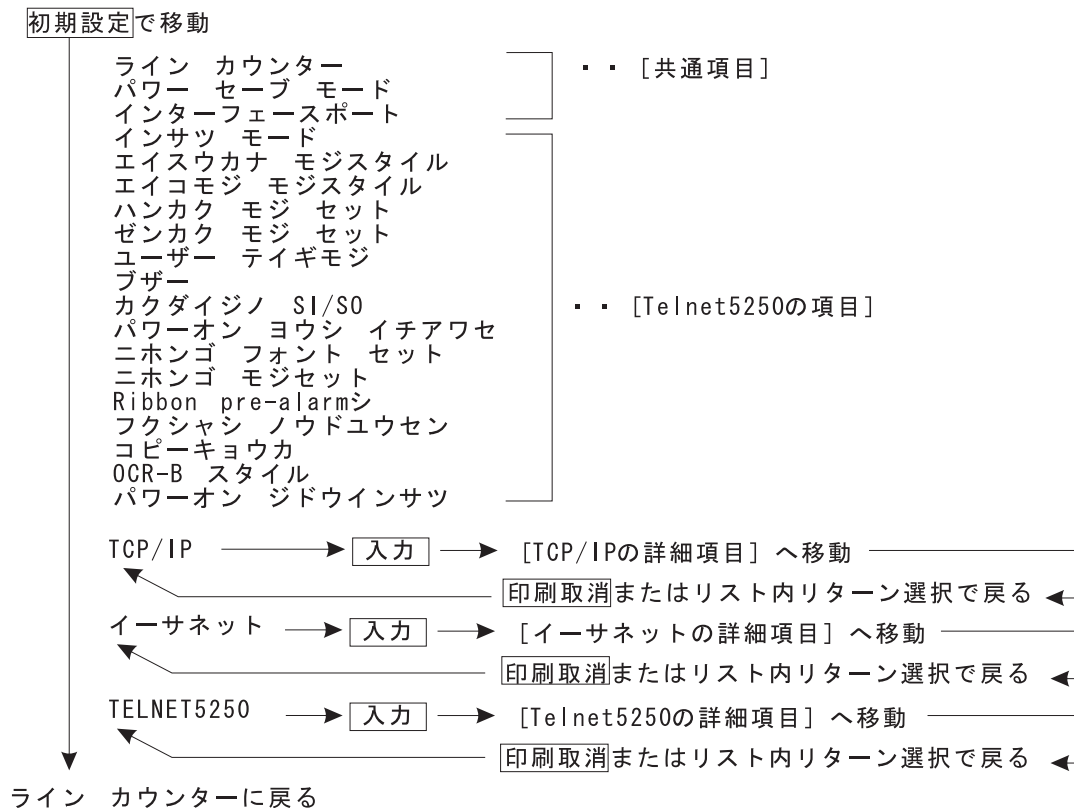 初期設定で移動
ライン カウンター
パワー セーブ モード
インターフェースポート
・・ [共通項目]
インサツ モード
エイスウカナ モジスタイル
エイコモジ モジスタイル
ハンカク モジ セット
ゼンカク モジ セット
ユーザー テイギモジ
ブザー
カクダイジノ SI/SO
パワーオン ヨウシ イチアワセ
ニホンゴ フォント セット
ニホンゴ モジセット
Ribbon pre-alarmシ
フクシャシ ノウドユウセン
コピーキョウカ
OCR-B スタイル
パワーオン ジドウインサツ
・・ [Telnet5250の項目]
TCP/IP 入力 [TCP/IPの詳細項目] へ移動
印刷取消またはリスト内リターン選択で戻る
イーサネット 入力 [イーサネットの詳細項目] へ移動
印刷取消またはリスト内リターン選択で戻る
TELNET5250 入力 [Telnet5250の詳細項目] へ移動
印刷取消またはリスト内リターン選択で戻る
ライン カウンターに戻る